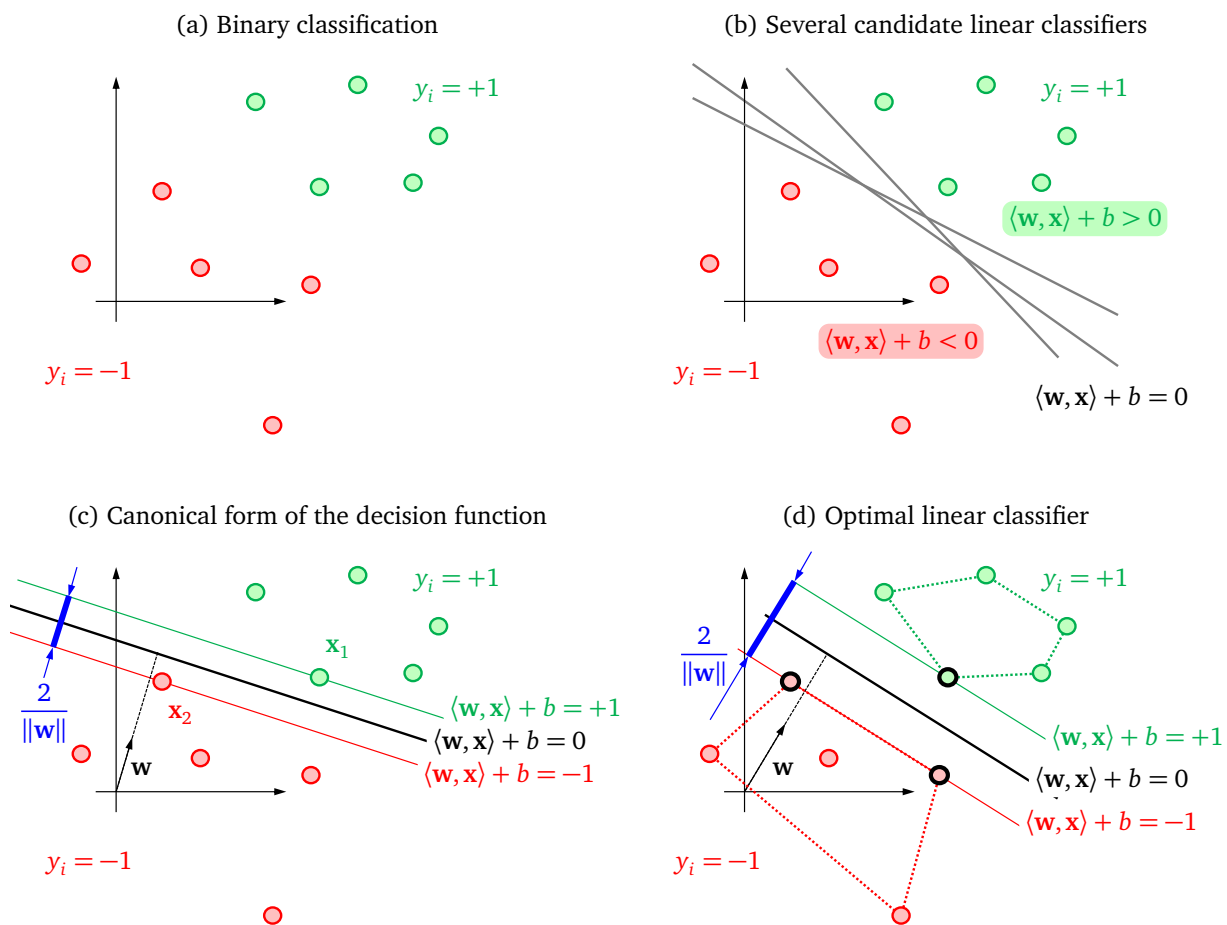 (a) Binary classification
y_i = +1
y_i = −1
(b) Several candidate linear classifiers
y_i = +1
⟨w, x⟩ + b > 0
⟨w, x⟩ + b < 0
y_i = −1
⟨w, x⟩ + b = 0
(c) Canonical form of the decision function
y_i = +1
x_1
2
‖w‖
x_2
⟨w, x⟩ + b = +1
⟨w, x⟩ + b = 0
w
⟨w, x⟩ + b = −1
y_i = −1
(d) Optimal linear classifier
y_i = +1
2
‖w‖
⟨w, x⟩ + b = +1
w
⟨w, x⟩ + b = 0
⟨w, x⟩ + b = −1
y_i = −1